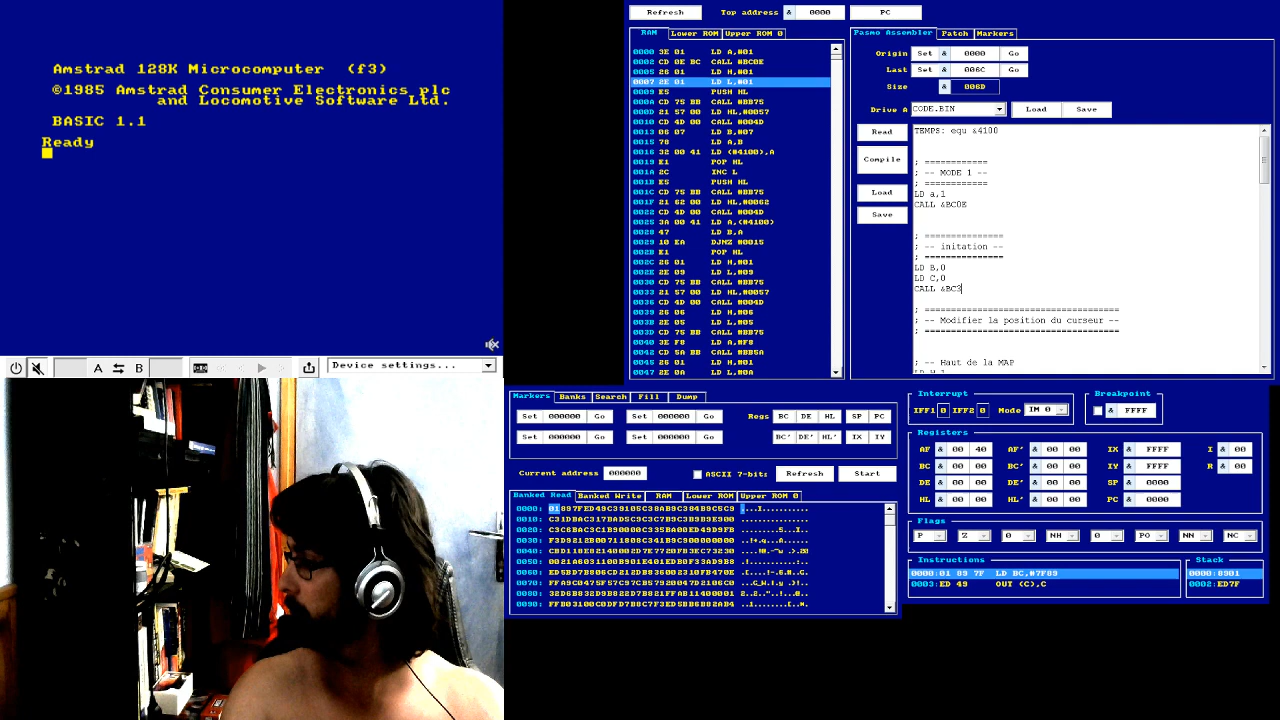 Amstrad 128K Microcomputer (f3)
©1985 Amstrad Consumer Electronics plc
and Locomotive Software Ltd.
BASIC 1.1
Ready
A
B
Device settings...
Refresh
Top address & 0000
PC
RAM Lower ROM Upper ROM 0
0000 3E 01 LD A,#01
0002 CD 0E BC CALL #BC0E
0005 26 01 LD H,#01
0007 2E 01 LD L,#01
0009 E5 PUSH HL
000A CD 75 BB CALL #BB75
000D 21 57 00 LD HL,#0057
0010 CD 4D 00 CALL #004D
0013 06 07 LD B,#07
0015 78 LD A,B
0016 32 00 41 LD (#4100),A
0019 E1 POP HL
001A 2C INC L
001B E5 PUSH HL
001C CD 75 BB CALL #BB75
001F 21 62 00 LD HL,#0062
0022 CD 4D 00 CALL #004D
0025 3A 00 41 LD A,(#4100)
0028 47 LD B,A
0029 10 EA DJNZ #0015
002B E1 POP HL
002C 26 01 LD H,#01
002E 2E 09 LD L,#09
0030 CD 75 BB CALL #BB75
0033 21 57 00 LD HL,#0057
0036 CD 4D 00 CALL #004D
0039 26 06 LD H,#06
003B 2E 05 LD L,#05
003D CD 75 BB CALL #BB75
0040 3E F8 LD A,#F8
0042 CD 5A BB CALL #BB5A
0045 26 01 LD H,#01
0047 2E 0A LD L,#0A
Pasmo Assembler Patch Markers
Origin Set & 0000 Go
Last Set & 006C Go
Size & 006D
Drive A CODE.BIN Load Save
Read
Compile
Load
Save
TEMPS: equ &4100
; ============
; -- MODE 1 --
; ============
LD a,1
CALL &BC0E
; ===============
; -- initation --
; ===============
LD B,0
LD C,0
CALL &BC3
; =====================================
; -- Modifier la position du curseur --
; =====================================
; -- Haut de la MAP
Markers Banks Search Fill Dump
Set 000000 Go Set 000000 Go Regs BC DE HL SP PC
Set 000000 Go Set 000000 Go BC' DE' HL' IX IY
Current address 000000 ASCII 7-bits Refresh Start
Banked Read Banked Write RAM Lower ROM Upper ROM 0
0000:
0010:
0020:
0030:
0040:
0050:
0060:
0070:
0080:
0090:
Interrupt
IFF1 0 IFF2 0 Mode IM 0
Breakpoint
& FFFF
Registers
AF & 00 40 AF' & 00 00 IX & FFFF I & 00
BC & 00 00 BC' & 00 00 IY & FFFF R & 00
DE & 00 00 DE' & 00 00 SP & 0000
HL & 00 00 HL' & 00 00 PC & 0000
Flags
P Z 0 NH 0 PO NN NC
Instructions
0000:01 89 7F LD BC,#7F89
0003:ED 49 OUT (C),C
Stack
0000:8901
0002:ED7F